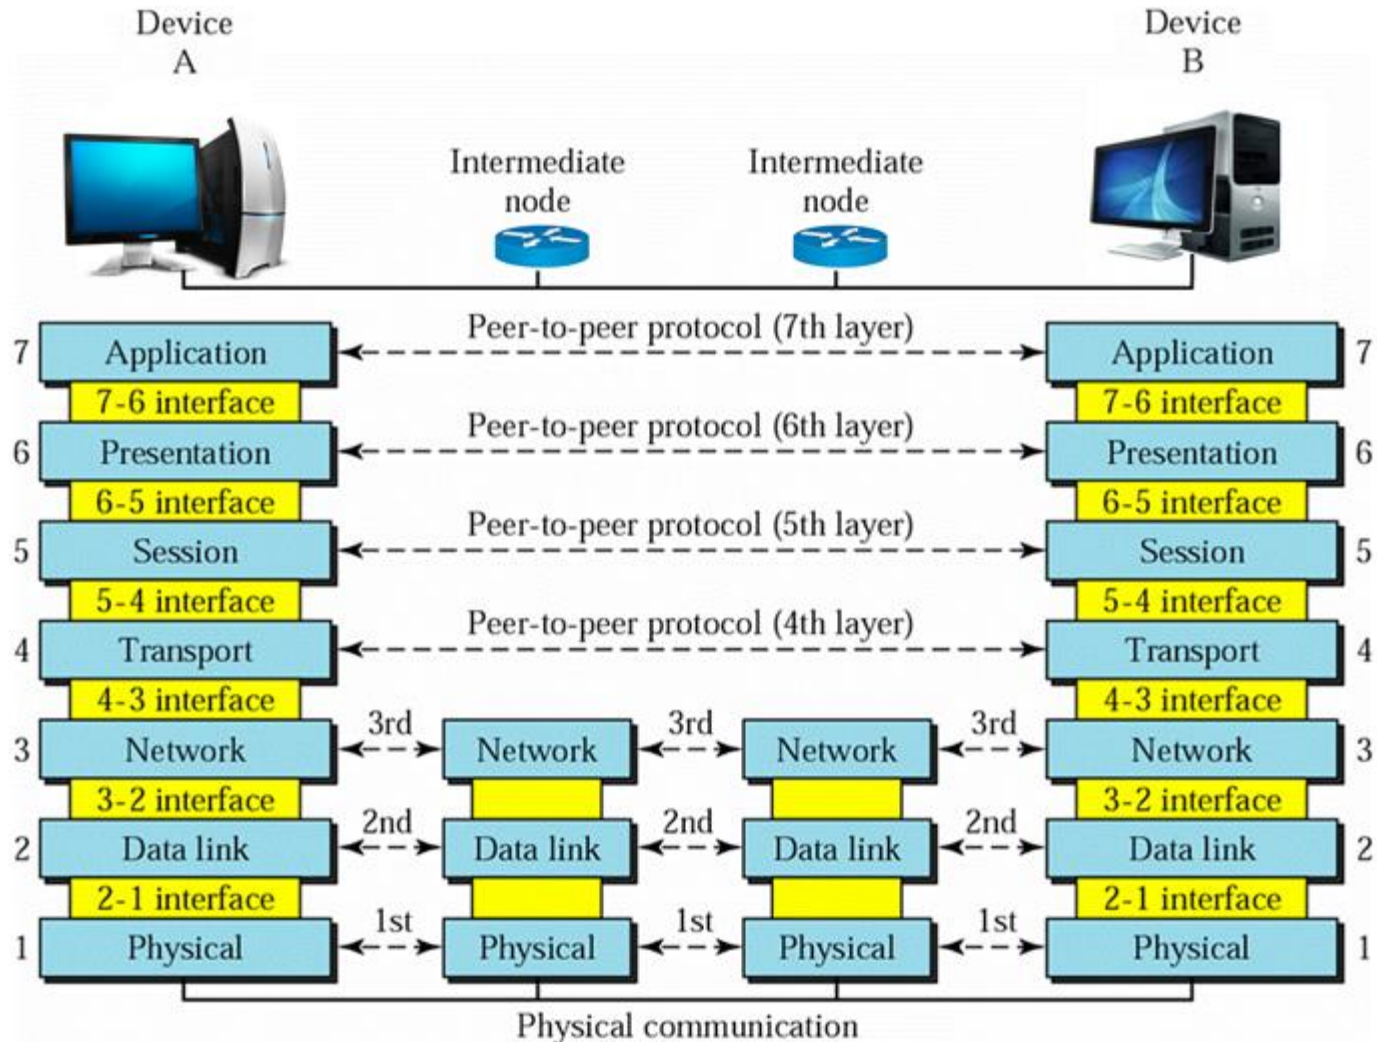 Device
A
Device
B
Intermediate
node
Intermediate
node
Peer-to-peer protocol (7th layer)
7 Application
Application 7
7-6 interface
7-6 interface
Peer-to-peer protocol (6th layer)
6 Presentation
Presentation 6
6-5 interface
6-5 interface
Peer-to-peer protocol (5th layer)
5 Session
Session 5
5-4 interface
5-4 interface
Peer-to-peer protocol (4th layer)
4 Transport
Transport 4
4-3 interface
4-3 interface
3rd
3rd
3rd
3 Network
Network
Network
Network 3
3-2 interface
3-2 interface
2nd
2nd
2nd
2 Data link
Data link
Data link
Data link 2
2-1 interface
2-1 interface
1st
1st
1st
1 Physical
Physical
Physical
Physical 1
Physical communication